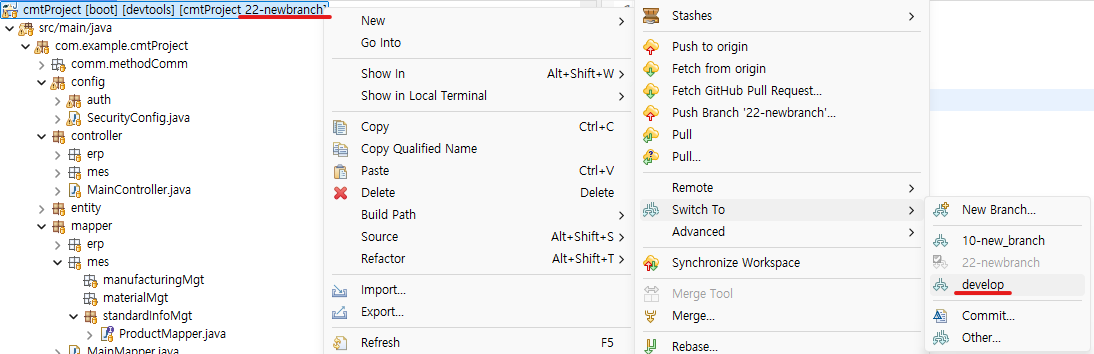 cmtProject [boot] [devtools] [cmtProject 22-newbranch]
src/main/java
com.example.cmtProject
comm.methodComm
config
auth
SecurityConfig.java
controller
erp
mes
MainController.java
entity
mapper
erp
mes
manufacturingMgt
materialMgt
standardInfoMgt
ProductMapper.java
MainMapper.java
New
Go Into
Show In Alt+Shift+W
Show in Local Terminal
Copy Ctrl+C
Copy Qualified Name
Paste Ctrl+V
Delete Delete
Build Path
Source Alt+Shift+S
Refactor Alt+Shift+T
Import...
Export...
Refresh F5
Stashes
Push to origin
Fetch from origin
Fetch GitHub Pull Request...
Push Branch '22-newbranch'...
Pull
Pull...
Remote
Switch To
Advanced
Synchronize Workspace
Merge Tool
Merge...
Rebase...
New Branch...
10-new_branch
22-newbranch
develop
Commit...
Other...